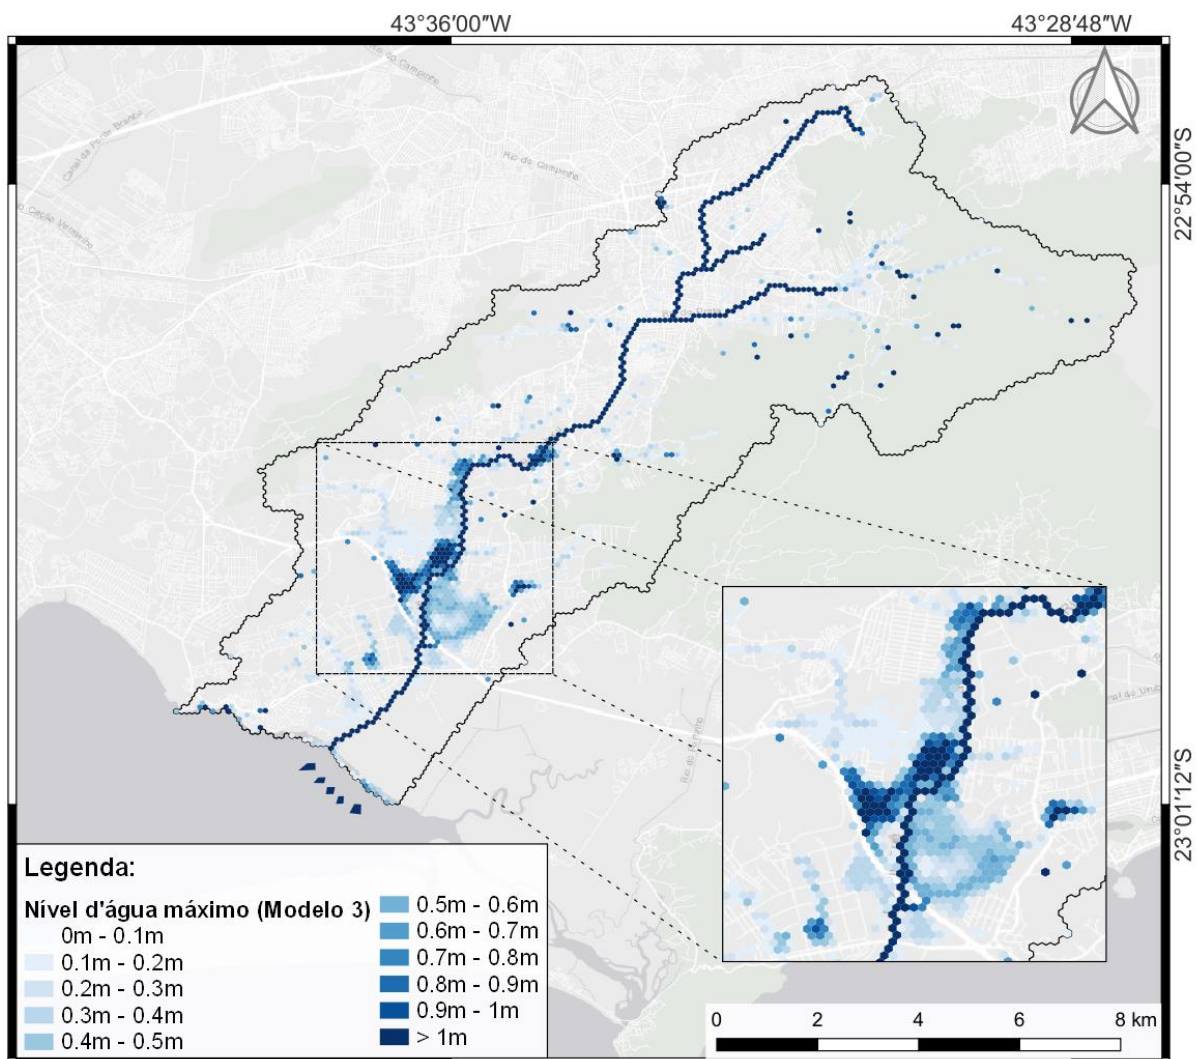 43°36'00"W
43°28'48"W
22°54'00"S
23°01'12"S
Rio do Campinho
Legenda:
Nível d'água máximo (Modelo 3)
0m - 0.1m
0.1m - 0.2m
0.2m - 0.3m
0.3m - 0.4m
0.4m - 0.5m
0.5m - 0.6m
0.6m - 0.7m
0.7m - 0.8m
0.8m - 0.9m
0.9m - 1m
> 1m
0 2 4 6 8 km